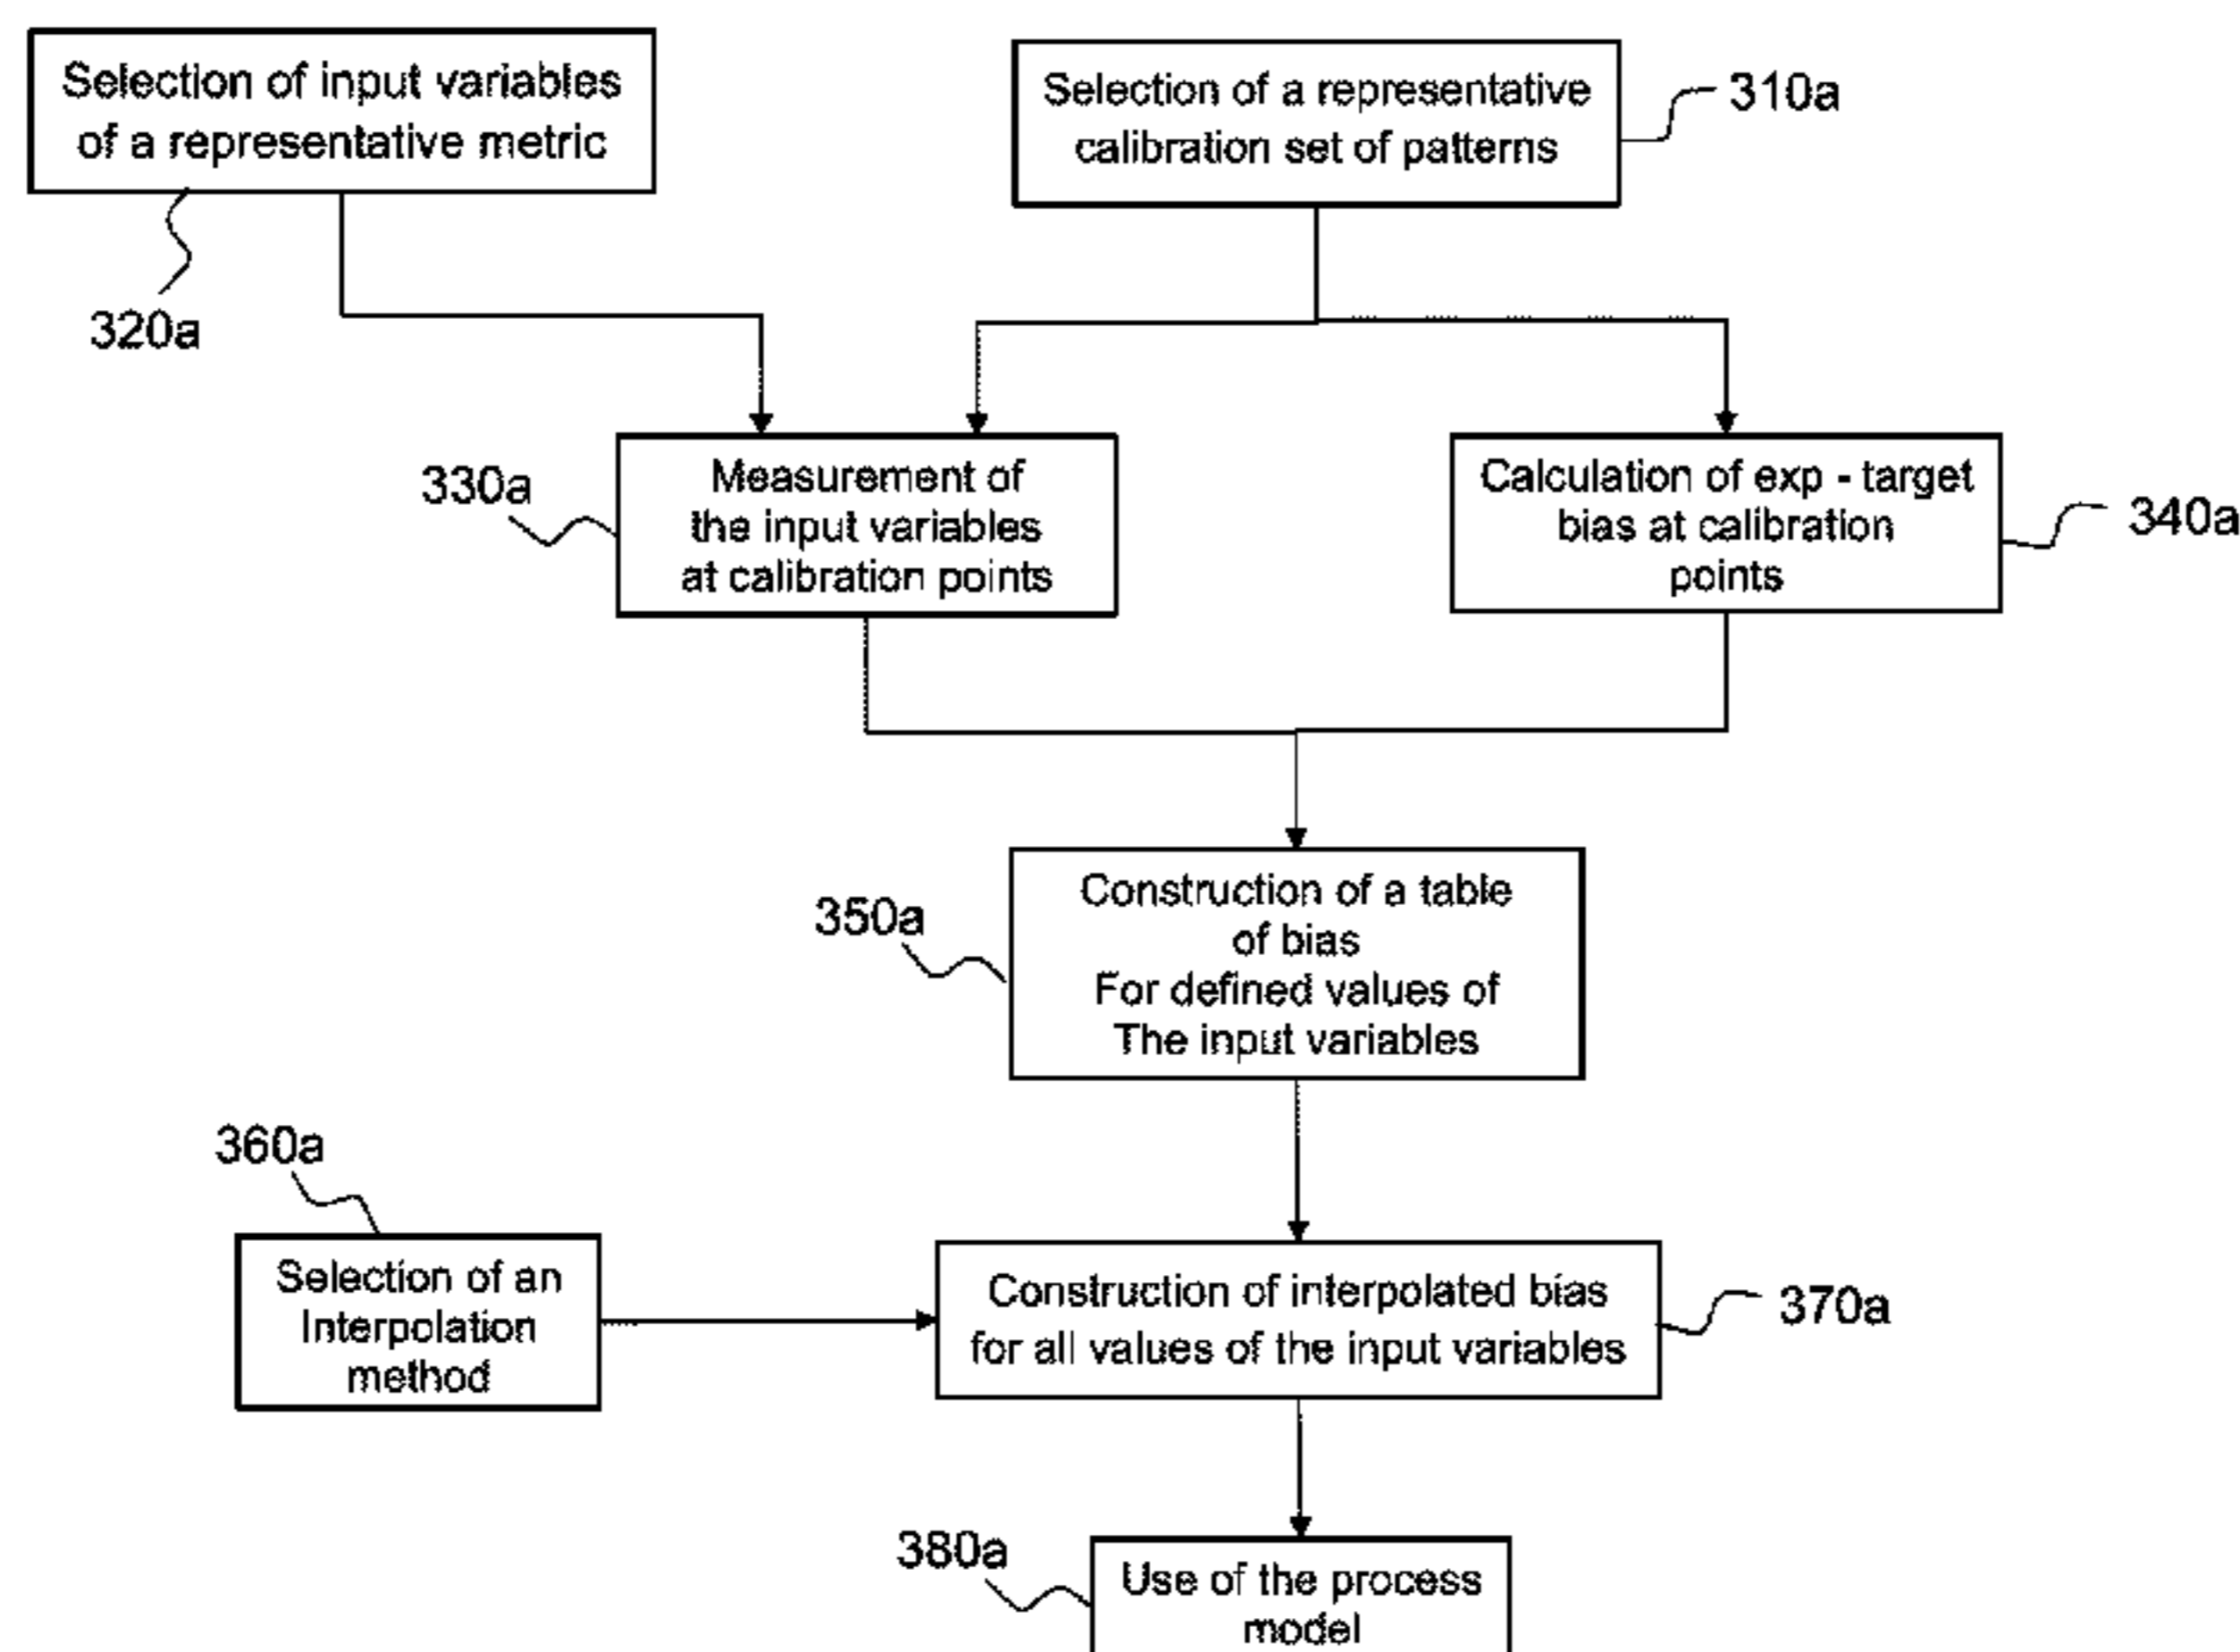 Selection of input variables
of a representative metric
320a
Selection of a representative
calibration set of patterns
310a
330a
Measurement of
the input variables
at calibration points
Calculation of exp - target
bias at calibration
points
340a
350a
Construction of a table
of bias
For defined values of
The input variables
360a
Selection of an
Interpolation
method
Construction of interpolated bias
for all values of the input variables
370a
380a
Use of the process
model